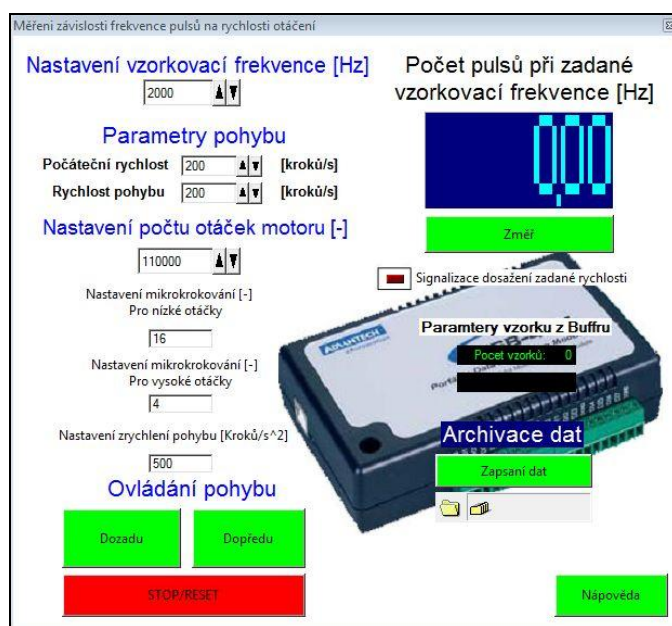 Měřeni závislosti frekvence pulsů na rychlosti otáčení
Nastavení vzorkovací frekvence [Hz]
2000
Parametry pohybu
Počáteční rychlost 200 [kroků/s]
Rychlost pohybu 200 [kroků/s]
Nastavení počtu otáček motoru [-]
110000
Nastavení mikrokrokování [-]
Pro nízké otáčky
16
Nastavení mikrokrokování [-]
Pro vysoké otáčky
4
Nastavení zrychlení pohybu [Kroků/s^2]
500
Ovládání pohybu
Dozadu
Dopředu
STOP/RESET
Počet pulsů při zadané
vzorkovací frekvence [Hz]
0,00
Změř
Signalizace dosažení zadané rychlosti
ADVANTECH
Paramtery vzorku z Buffru
Pocet vzorků: 0
Archivace dat
Zapsaní dat
Nápověda